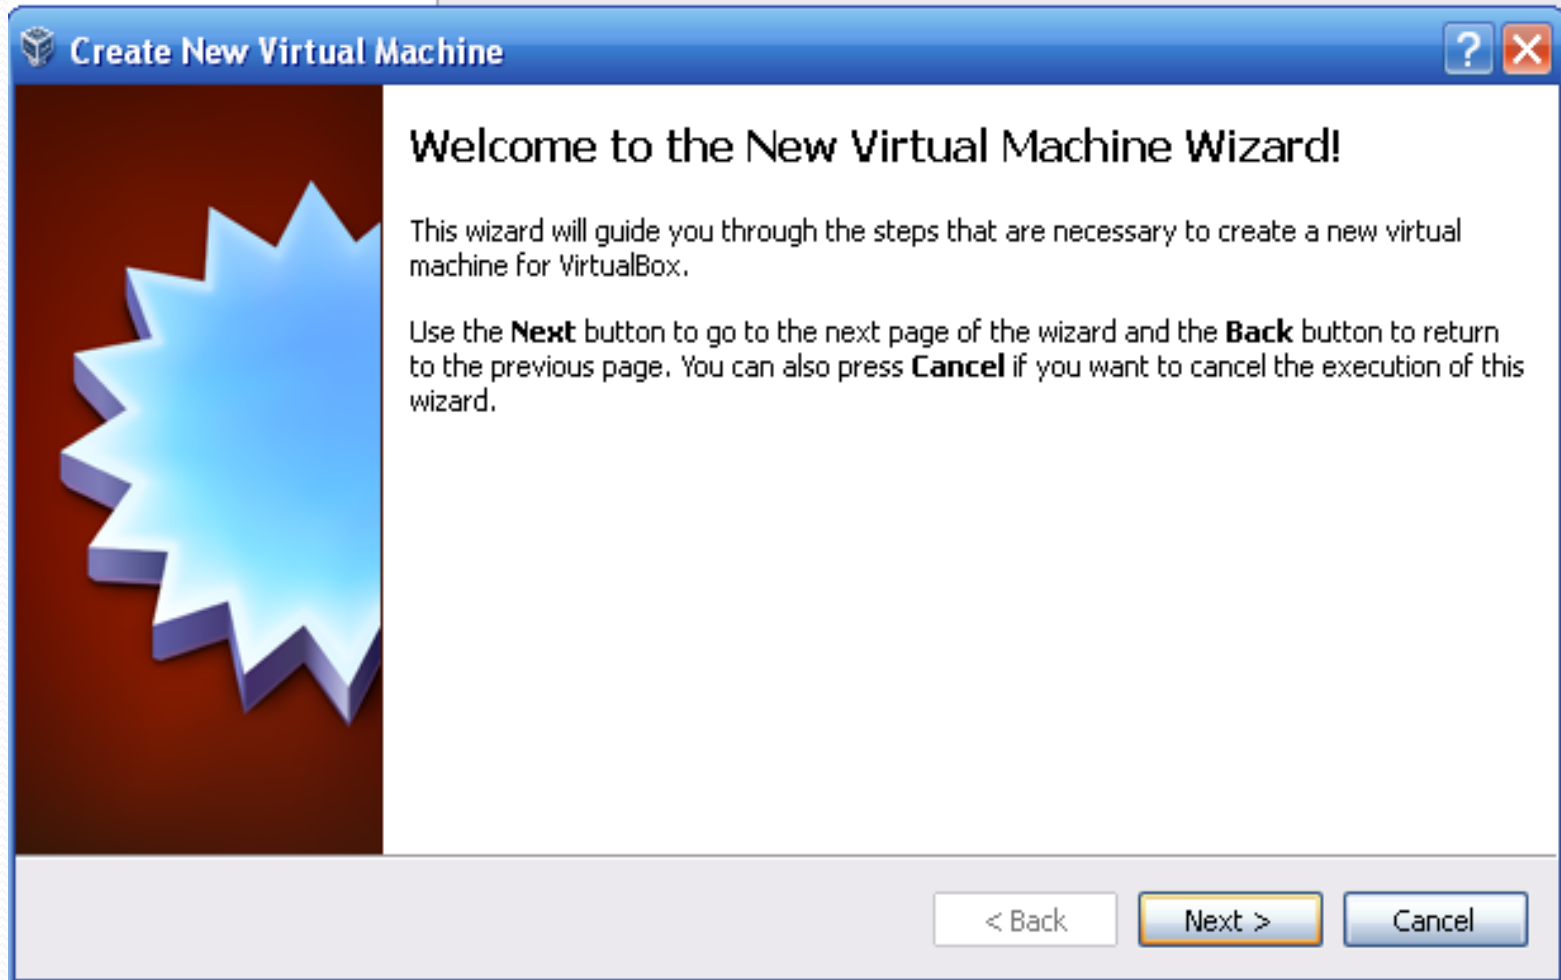 Create New Virtual Machine
?
Welcome to the New Virtual Machine Wizard!
This wizard will guide you through the steps that are necessary to create a new virtual
machine for VirtualBox.
Use the Next button to go to the next page of the wizard and the Back button to return
to the previous page. You can also press Cancel if you want to cancel the execution of this
wizard.
< Back
Next >
Cancel